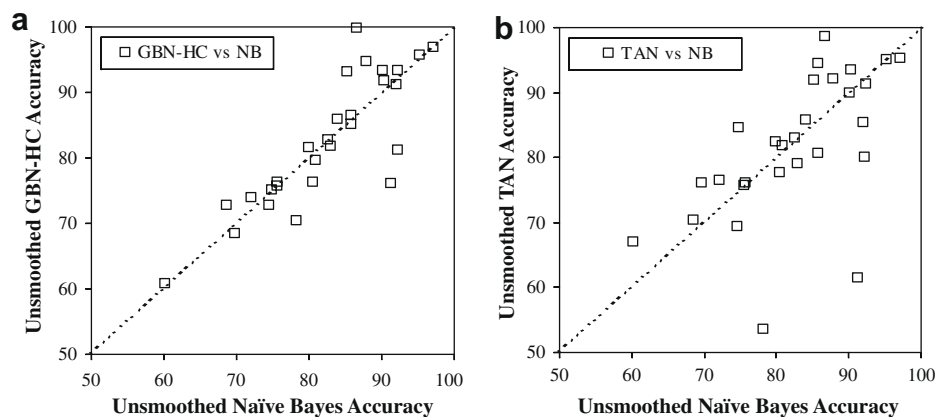 a
GBN-HC vs NB
Unsmoothed GBN-HC Accuracy
100
90
80
70
60
50
50 60 70 80 90 100
Unsmoothed Naïve Bayes Accuracy
b
TAN vs NB
Unsmoothed TAN Accuracy
100
90
80
70
60
50
50 60 70 80 90 100
Unsmoothed Naïve Bayes Accuracy